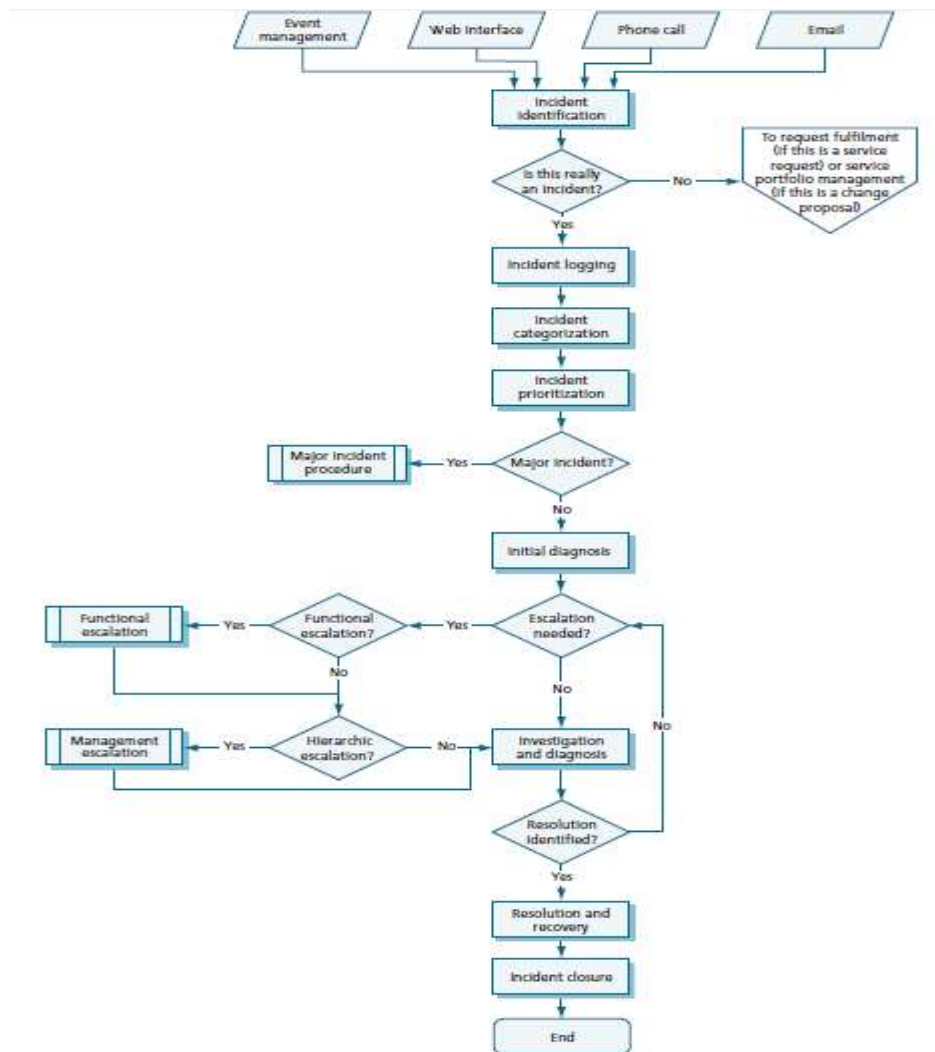 Event
management
Web interface
Phone call
Email
Incident
identification
Is this really
an incident?
No
To request fulfilment
(if this is a service
request) or service
portfolio management
(if this is a change
proposal)
Yes
Incident logging
Incident
categorization
Incident
prioritization
Major incident
procedure
Yes
Major incident?
No
Initial diagnosis
Functional
escalation
Yes
Functional
escalation?
Yes
Escalation
needed?
No
No
No
Management
escalation
Yes
Hierarchic
escalation?
No
Investigation
and diagnosis
Resolution
identified?
Yes
Resolution and
recovery
Incident closure
End